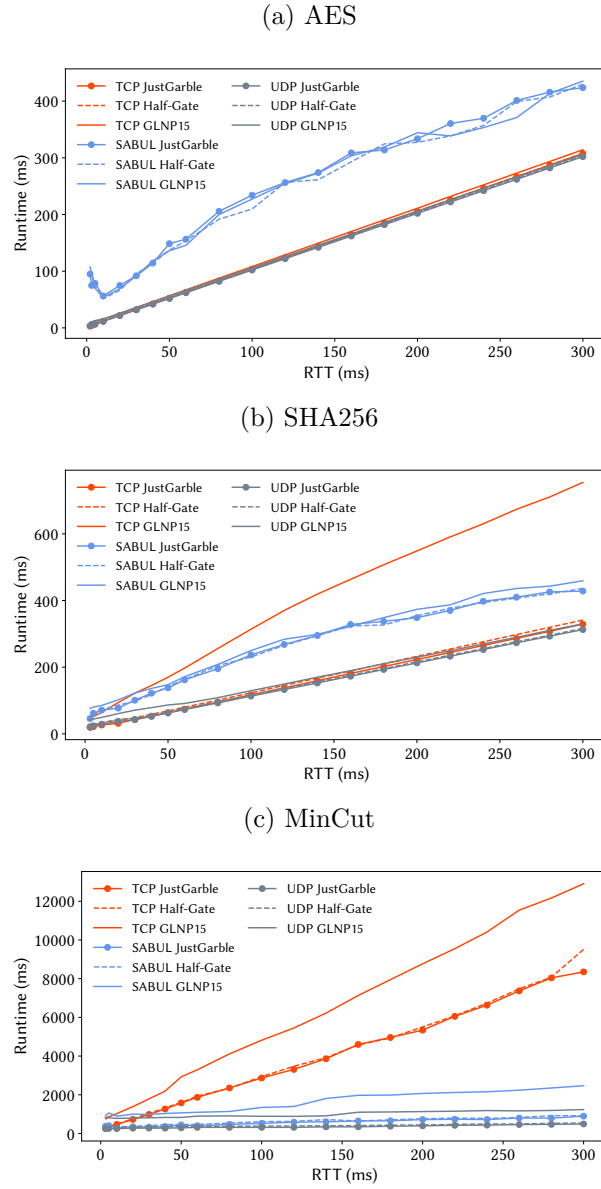 (a) AES
TCP JustGarble
TCP Half-Gate
TCP GLNP15
SABUL JustGarble
SABUL Half-Gate
SABUL GLNP15
UDP JustGarble
UDP Half-Gate
UDP GLNP15
Runtime (ms)
400
300
200
100
0
0 50 100 150 200 250 300
RTT (ms)
(b) SHA256
TCP JustGarble
TCP Half-Gate
TCP GLNP15
SABUL JustGarble
SABUL Half-Gate
SABUL GLNP15
UDP JustGarble
UDP Half-Gate
UDP GLNP15
Runtime (ms)
600
400
200
0
0 50 100 150 200 250 300
RTT (ms)
(c) MinCut
TCP JustGarble
TCP Half-Gate
TCP GLNP15
SABUL JustGarble
SABUL Half-Gate
SABUL GLNP15
UDP JustGarble
UDP Half-Gate
UDP GLNP15
Runtime (ms)
12000
10000
8000
6000
4000
2000
0
0 50 100 150 200 250 300
RTT (ms)